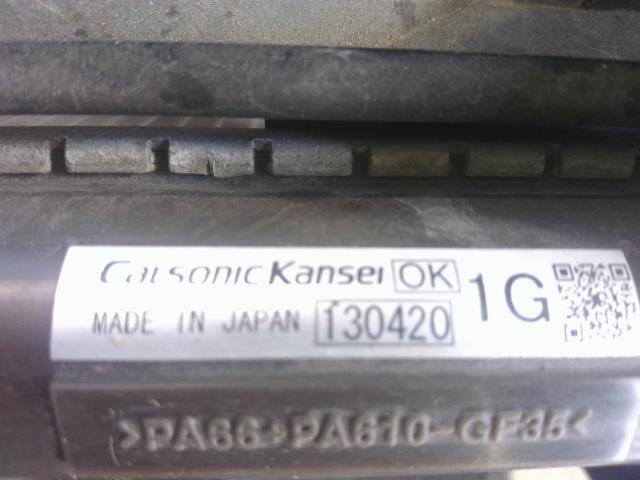 Calsonic Kansei OK 1G
MADE IN JAPAN 130420
>PA66+PA610-GF35<